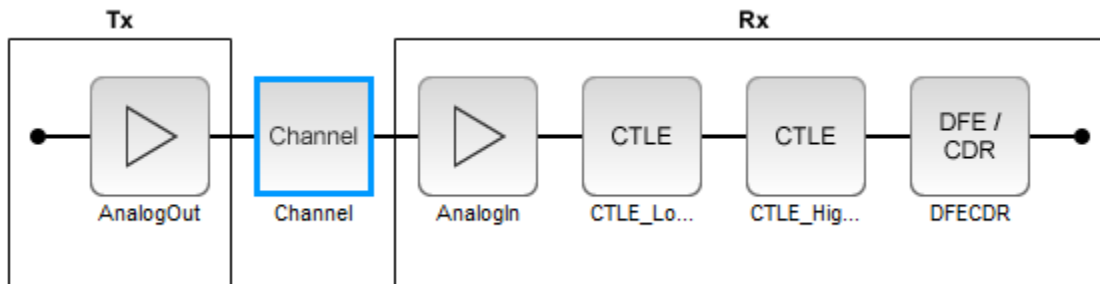 Tx
Rx
Channel
CTLE
CTLE
DFE /
CDR
AnalogOut
Channel
AnalogIn
CTLE_Lo...
CTLE_Hig...
DFECDR